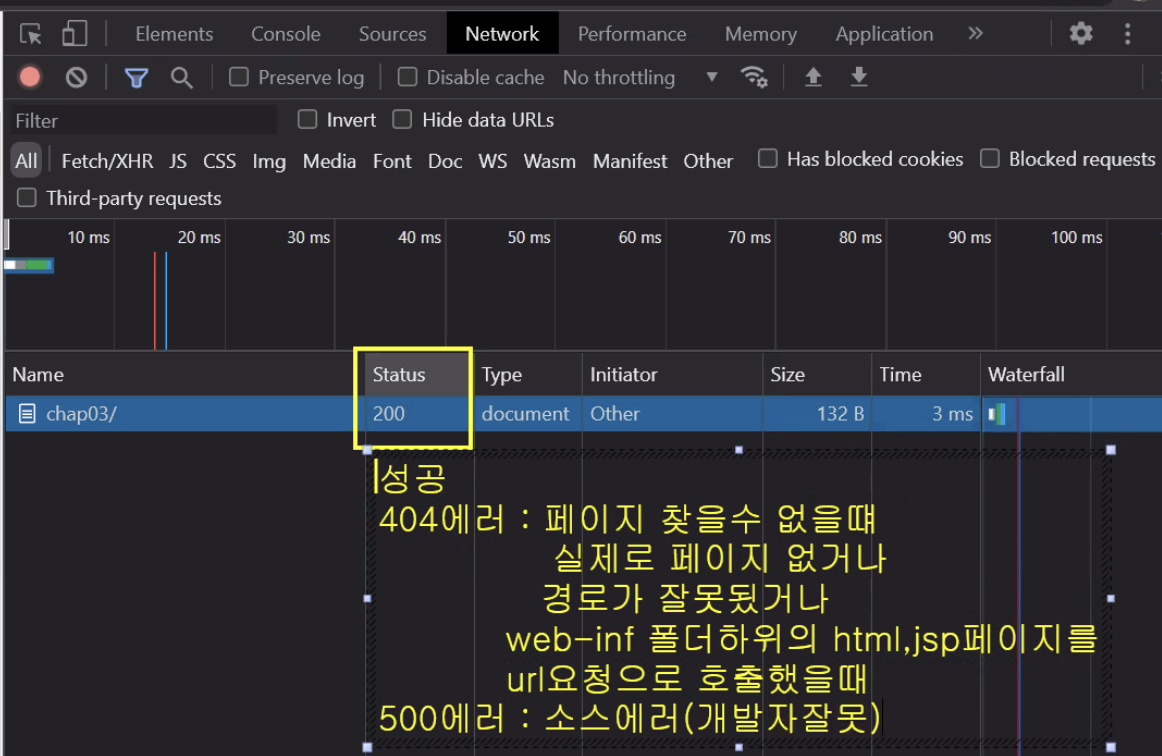 Elements Console Sources Network Performance Memory Application »
Preserve log Disable cache No throttling
Filter Invert Hide data URLs
All Fetch/XHR JS CSS Img Media Font Doc WS Wasm Manifest Other Has blocked cookies Blocked requests
Third-party requests
10 ms 20 ms 30 ms 40 ms 50 ms 60 ms 70 ms 80 ms 90 ms 100 ms
Name Status Type Initiator Size Time Waterfall
chap03/ 200 document Other 132 B 3 ms
성공
404에러 : 페이지 찾을수 없을떄
실제로 페이지 없거나
경로가 잘못됬거나
web-inf 폴더하위의 html,jsp페이지를
url요청으로 호출했을때
500에러 : 소스에러(개발자잘못)